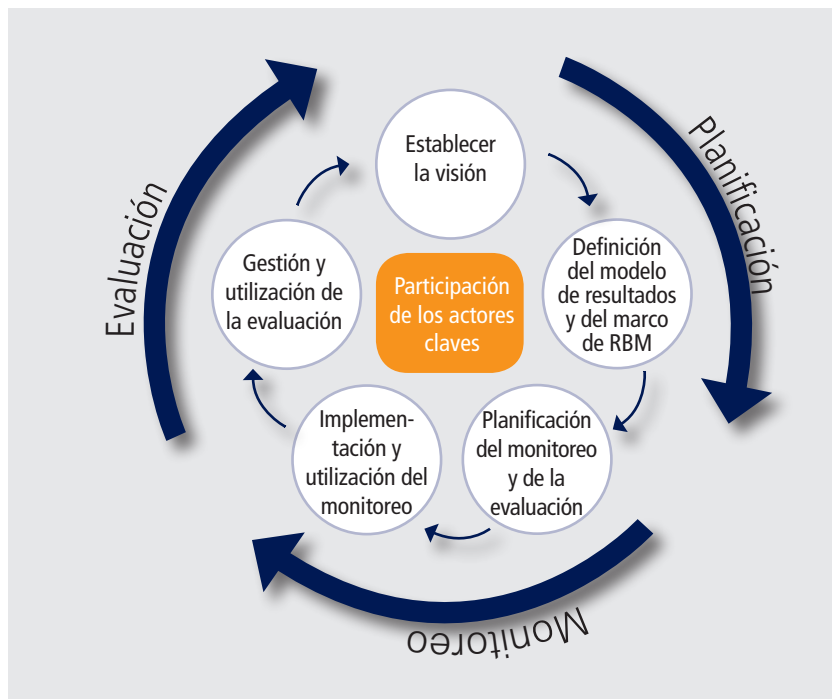 Establecer
la visión
Planificación
Definición
del modelo
de resultados
y del marco
de RBM
Planificación
del monitoreo
y de la
evaluación
Monitoreo
Implemen-
tación y
utilización del
monitoreo
Gestión y
utilización de
la evaluación
Evaluación
Participación
de los actores
claves